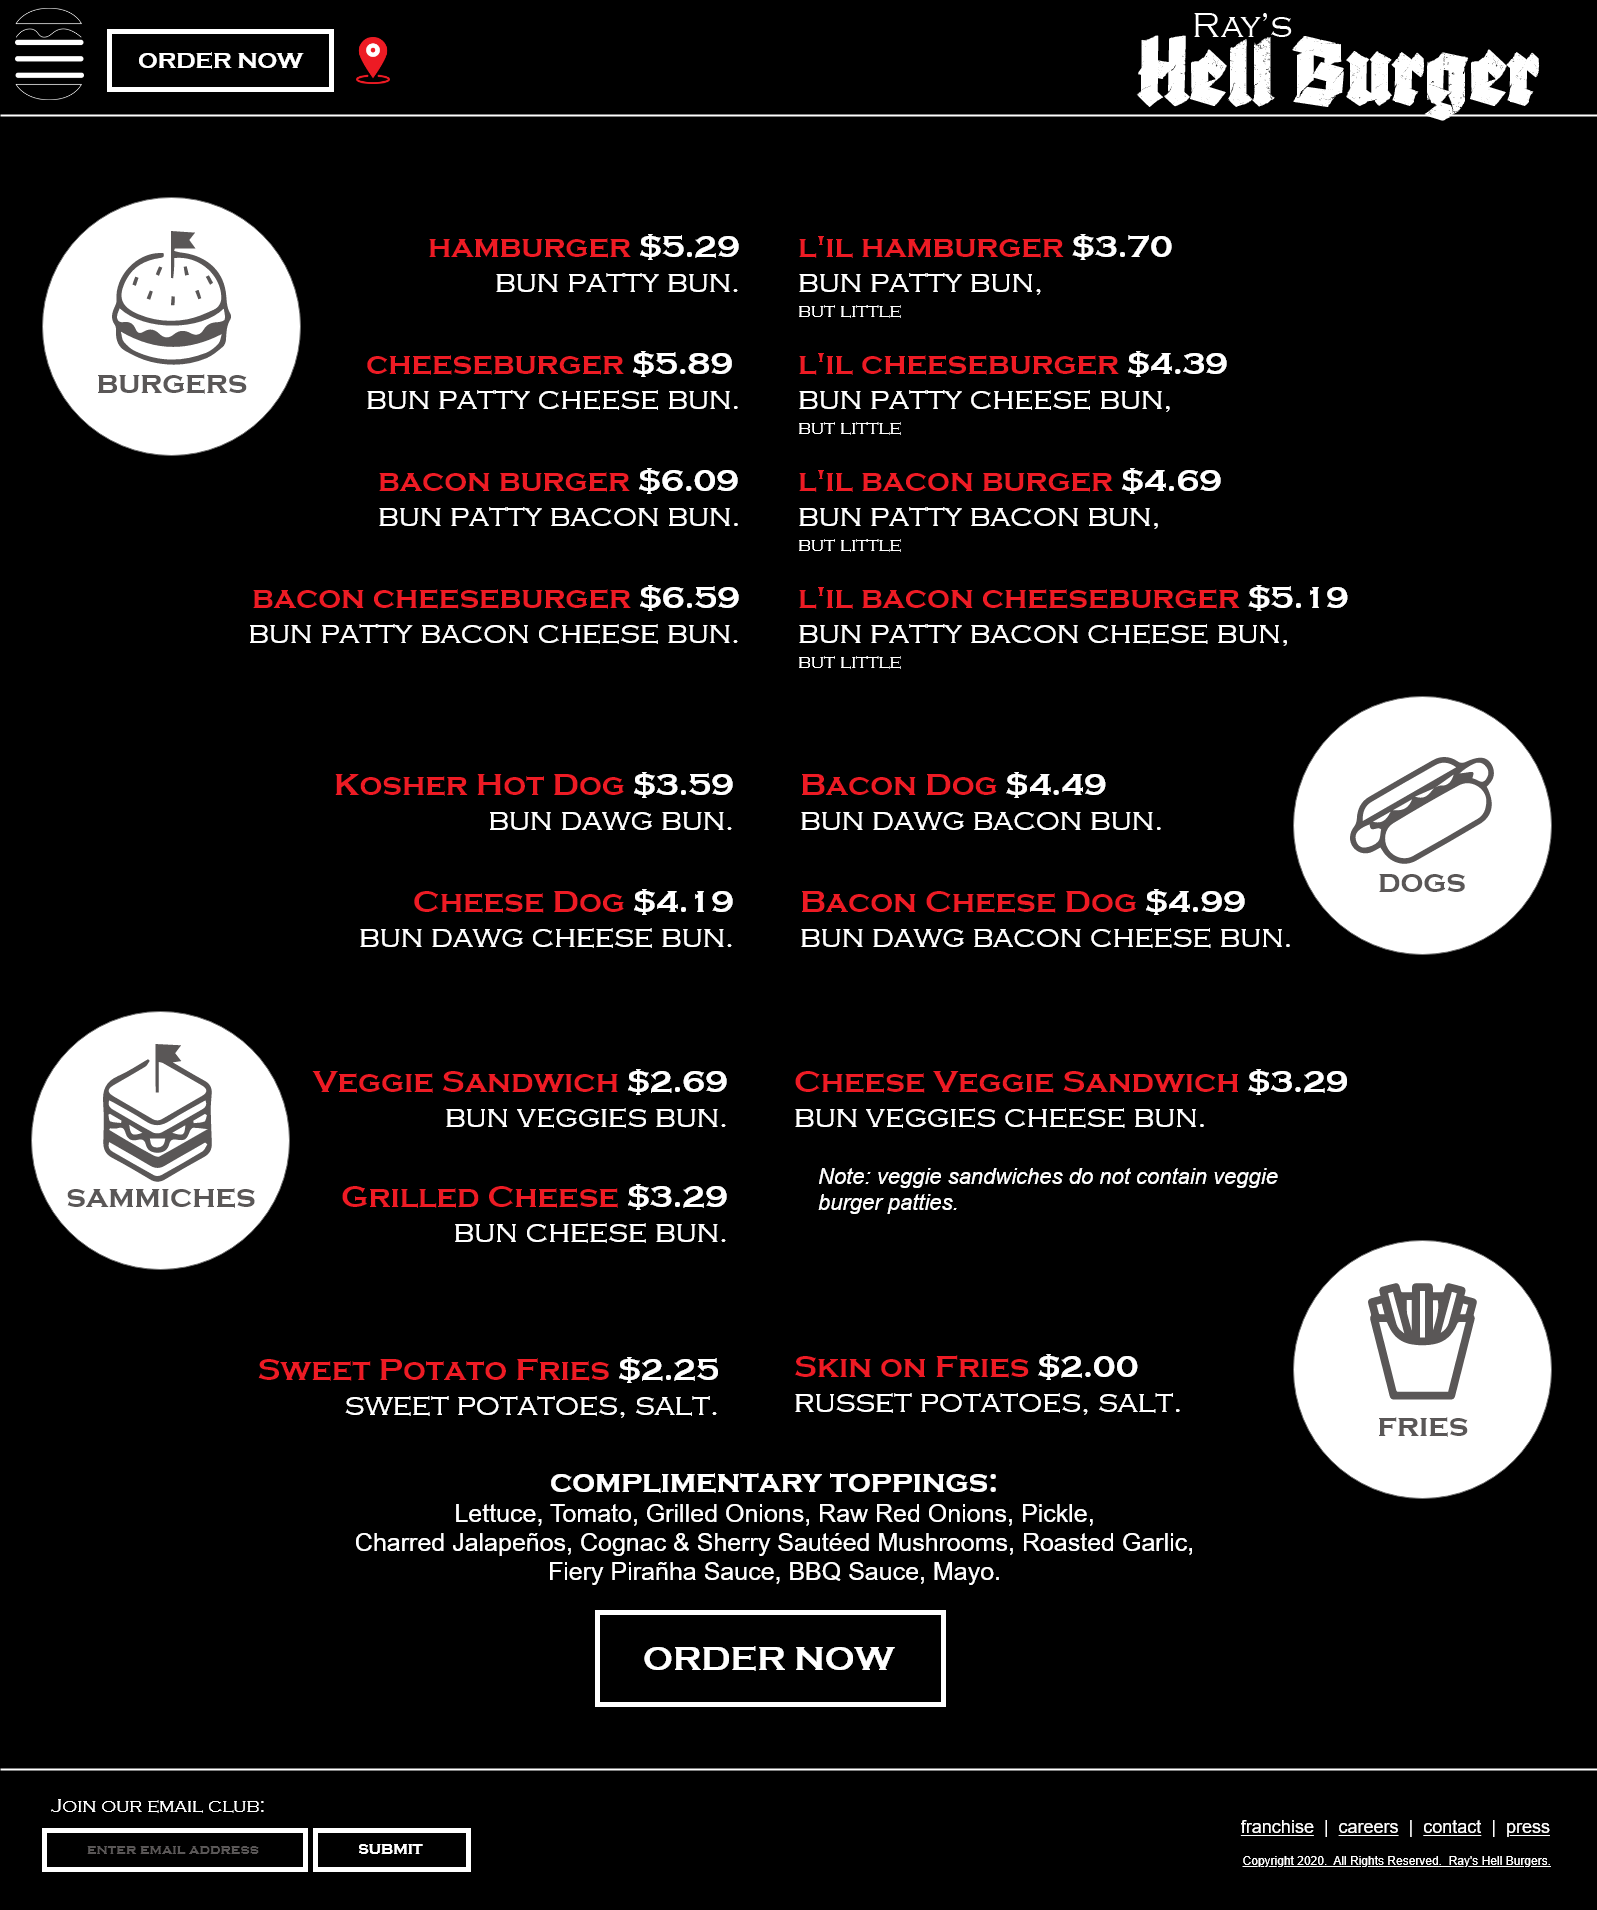 ORDER NOW
RAY'S
Hell Burger
BURGERS
HAMBURGER $5.29
BUN PATTY BUN.
L'IL HAMBURGER $3.70
BUN PATTY BUN,
BUT LITTLE
CHEESEBURGER $5.89
BUN PATTY CHEESE BUN.
L'IL CHEESEBURGER $4.39
BUN PATTY CHEESE BUN,
BUT LITTLE
BACON BURGER $6.09
BUN PATTY BACON BUN.
L'IL BACON BURGER $4.69
BUN PATTY BACON BUN,
BUT LITTLE
BACON CHEESEBURGER $6.59
BUN PATTY BACON CHEESE BUN.
L'IL BACON CHEESEBURGER $5.19
BUN PATTY BACON CHEESE BUN,
BUT LITTLE
DOGS
Kosher Hot Dog $3.59
BUN DAWG BUN.
Bacon Dog $4.49
BUN DAWG BACON BUN.
Cheese Dog $4.19
BUN DAWG CHEESE BUN.
Bacon Cheese Dog $4.99
BUN DAWG BACON CHEESE BUN.
SAMMICHES
Veggie Sandwich $2.69
BUN VEGGIES BUN.
Cheese Veggie Sandwich $3.29
BUN VEGGIES CHEESE BUN.
Note: veggie sandwiches do not contain veggie
burger patties.
Grilled Cheese $3.29
BUN CHEESE BUN.
FRIES
Sweet Potato Fries $2.25
SWEET POTATOES, SALT.
Skin on Fries $2.00
RUSSET POTATOES, SALT.
COMPLIMENTARY TOPPINGS:
Lettuce, Tomato, Grilled Onions, Raw Red Onions, Pickle,
Charred Jalapeños, Cognac & Sherry Sautéed Mushrooms, Roasted Garlic,
Fiery Pirañha Sauce, BBQ Sauce, Mayo.
ORDER NOW
Join our email club:
ENTER EMAIL ADDRESS
SUBMIT
franchise | careers | contact | press
Copyright 2020. All Rights Reserved. Ray's Hell Burgers.